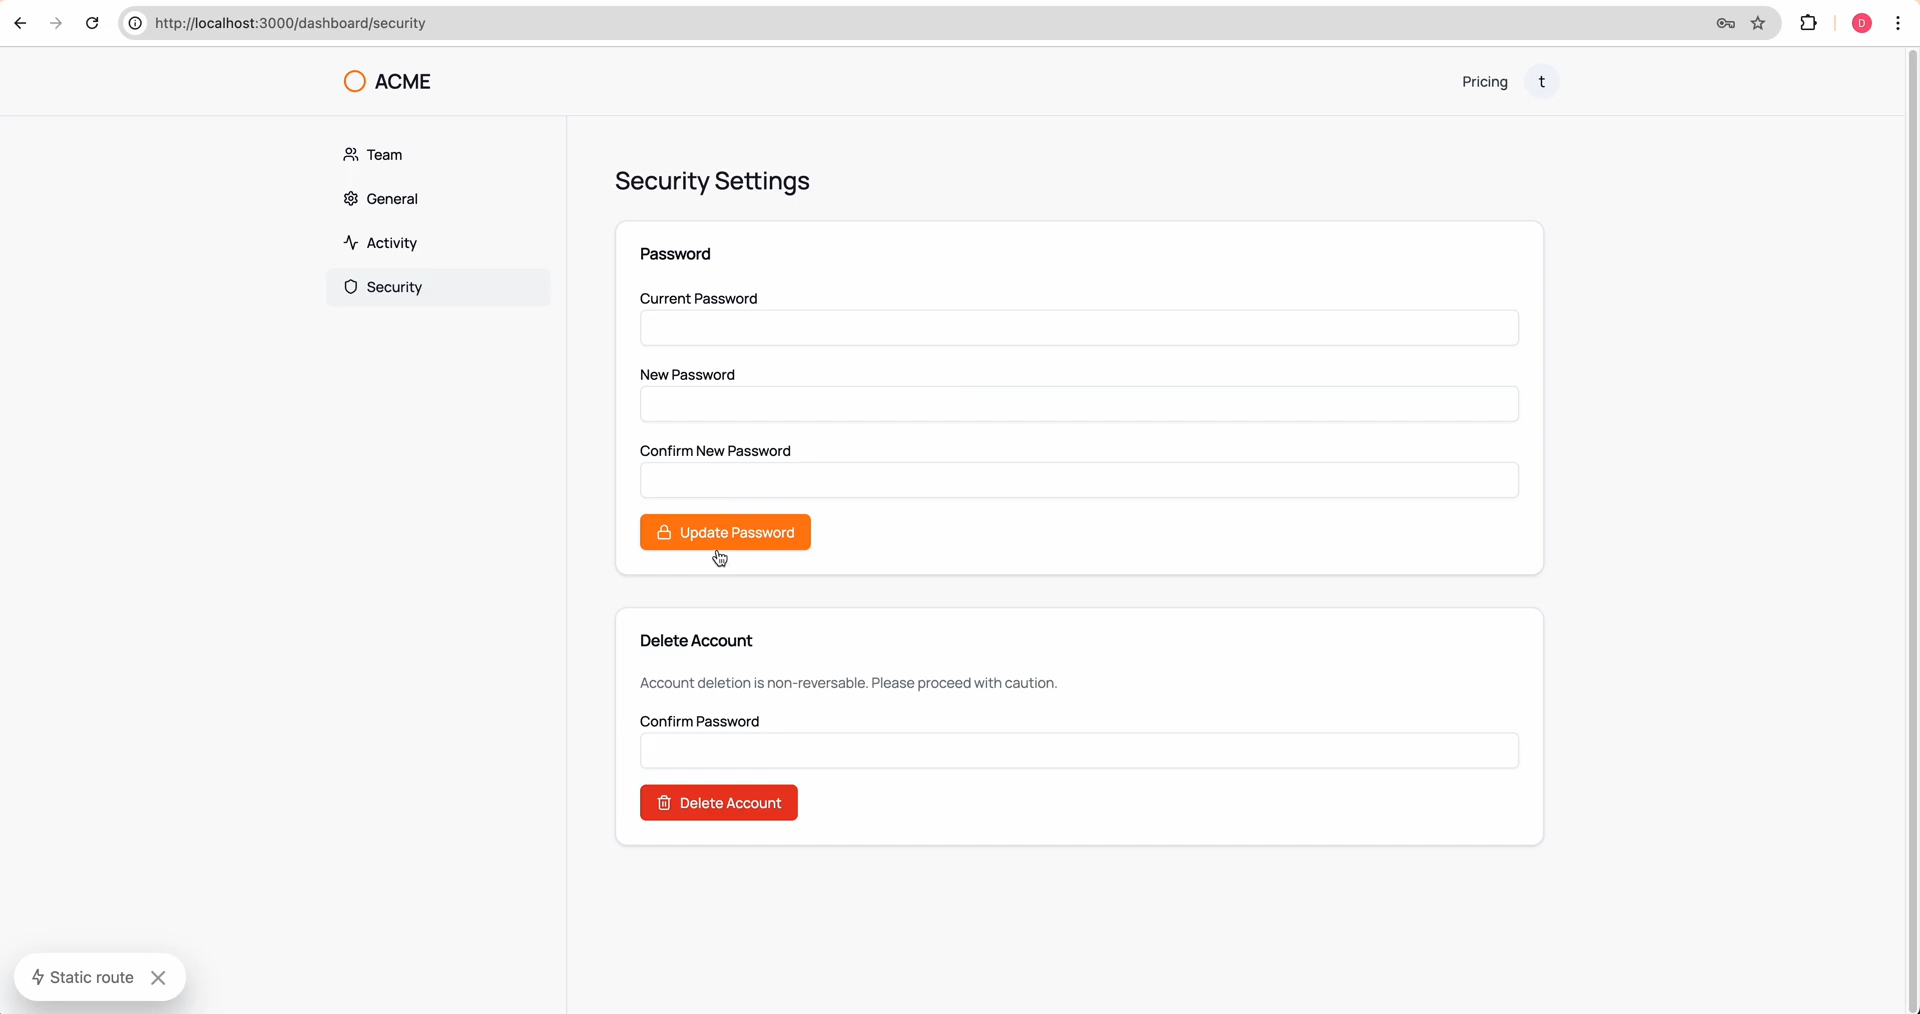 http://localhost:3000/dashboard/security
D
ACME
Pricing
t
Team
General
Activity
Security
Security Settings
Password
Current Password
New Password
Confirm New Password
Update Password
Delete Account
Account deletion is non-reversable. Please proceed with caution.
Confirm Password
Delete Account
Static route